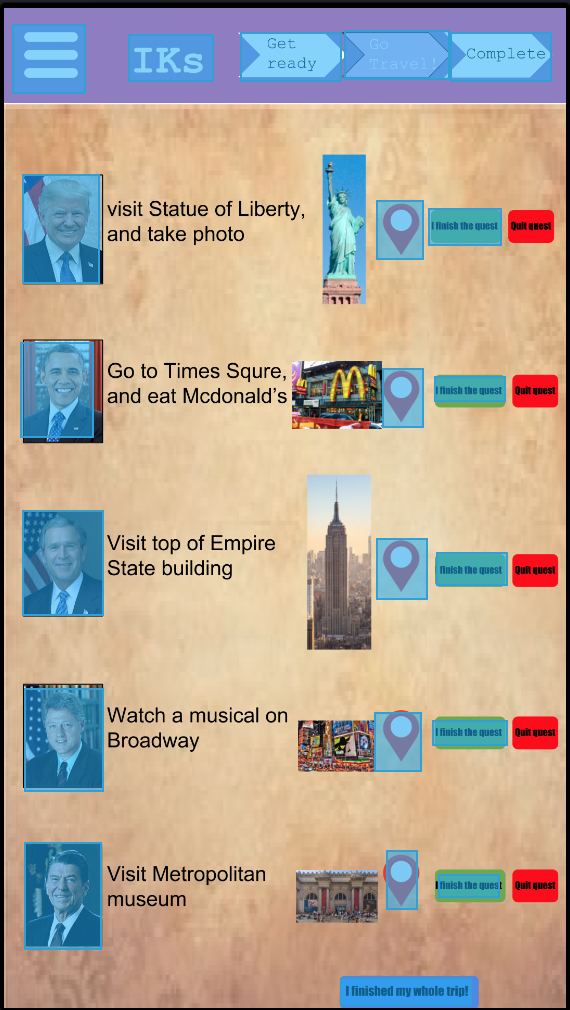 IKs
Get
ready
Go
Travel!
Complete
visit Statue of Liberty,
and take photo
I finish the quest
Quit quest
Go to Times Squre,
and eat Mcdonald's
I finish the quest
Quit quest
Visit top of Empire
State building
finish the quest
Quit quest
Watch a musical on
Broadway
I finish the quest
Quit quest
Visit Metropolitan
museum
I finish the quest
Quit quest
I finished my whole trip!